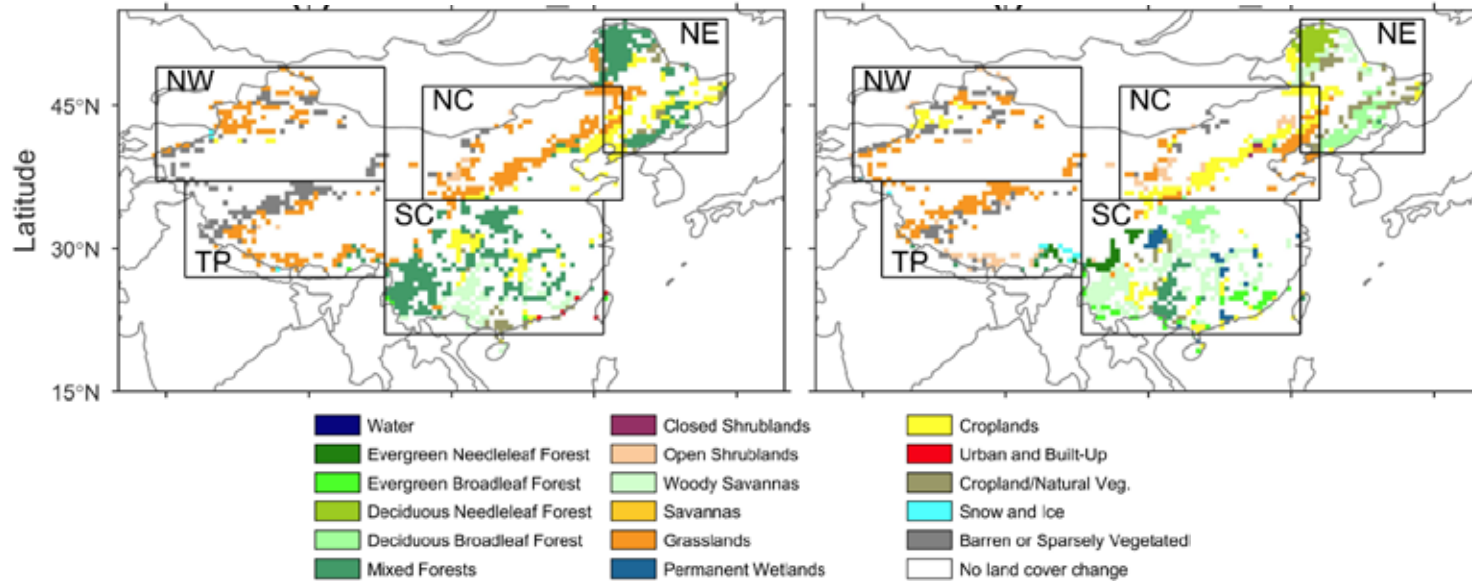 NE
NE
NW
NC
NW
NC
45°N
Latitude
SC
SC
30°N
TP
TP
15°N
Water
Closed Shrublands
Croplands
Evergreen Needleleaf Forest
Open Shrublands
Urban and Built-Up
Evergreen Broadleaf Forest
Woody Savannas
Cropland/Natural Veg.
Deciduous Needleleaf Forest
Savannas
Snow and Ice
Deciduous Broadleaf Forest
Grasslands
Barren or Sparsely Vegetated
Mixed Forests
Permanent Wetlands
No land cover change